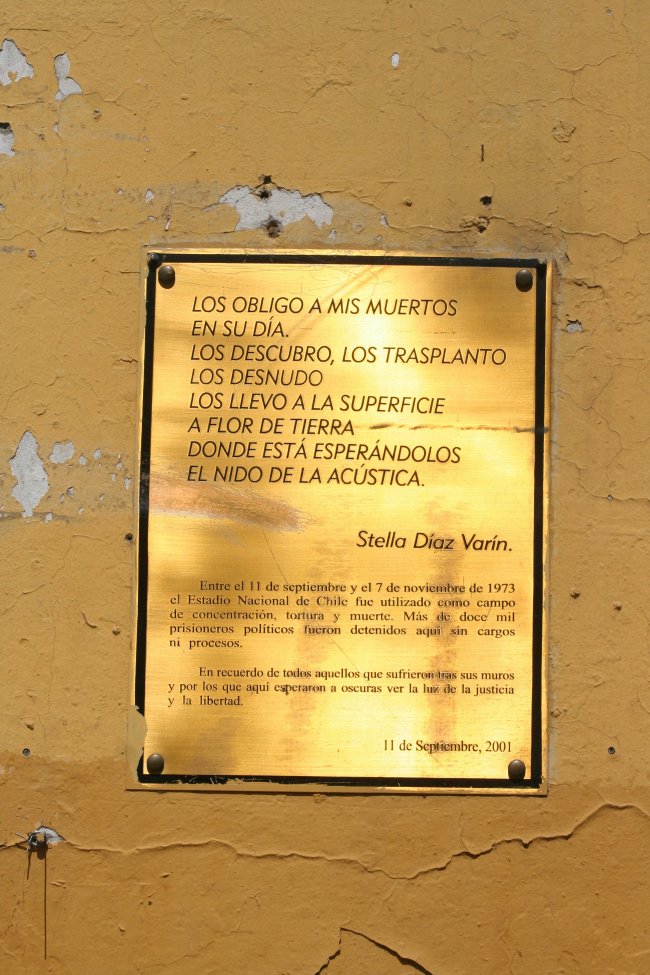 LOS OBLIGO A MIS MUERTOS
EN SU DÍA.
LOS DESCUBRO, LOS TRASPLANTO
LOS DESNUDO
LOS LLEVO A LA SUPERFICIE
A FLOR DE TIERRA
DONDE ESTÁ ESPERÁNDOLOS
EL NIDO DE LA ACÚSTICA.
Stella Díaz Varín.
Entre el 11 de septiembre y el 7 de noviembre de 1973
el Estadio Nacional de Chile fue utilizado como campo
de concentración, tortura y muerte. Más de doce mil
prisioneros políticos fueron detenidos aquí sin cargos
ni procesos.
En recuerdo de todos aquellos que sufrieron tras sus muros
y por los que aquí esperaron a oscuras ver la luz de la justicia
y la libertad.
11 de Septiembre, 2001